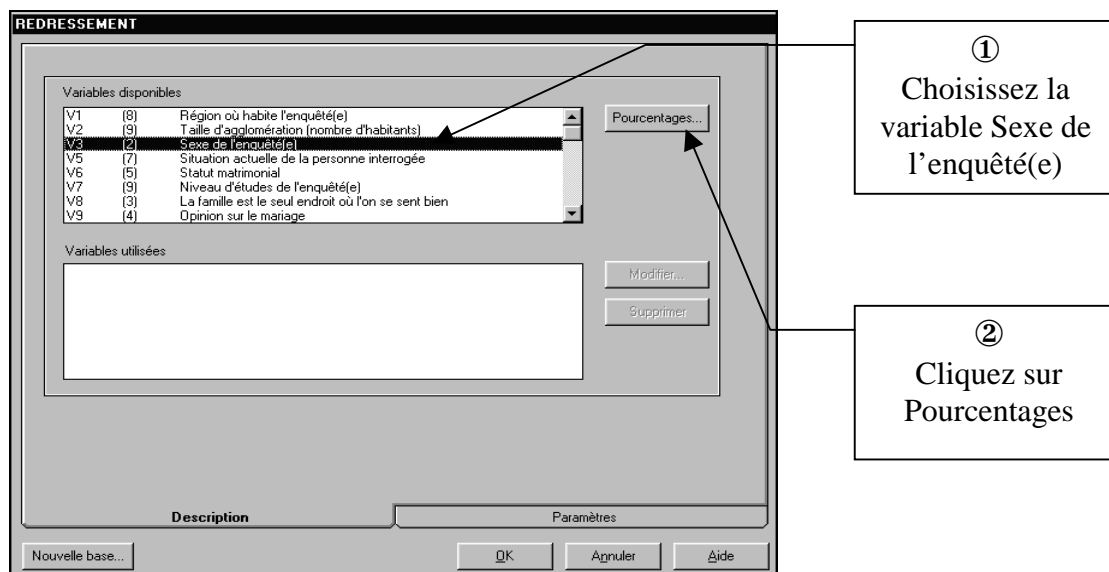 REDRESSEMENT
Variables disponibles
V1 (8) Région où habite l'enquêté(e)
V2 (9) Taille d'agglomération (nombre d'habitants)
V3 (2) Sexe de l'enquêté(e)
V5 (7) Situation actuelle de la personne interrogée
V6 (5) Statut matrimonial
V7 (9) Niveau d'études de l'enquêté(e)
V8 (3) La famille est le seul endroit où l'on se sent bien
V9 (4) Opinion sur le mariage
Pourcentages...
Variables utilisées
Modifier...
Supprimer
Description
Paramètres
Nouvelle base...
OK
Annuler
Aide
①
Choisissez la
variable Sexe de
l’enquêté(e)
②
Cliquez sur
Pourcentages